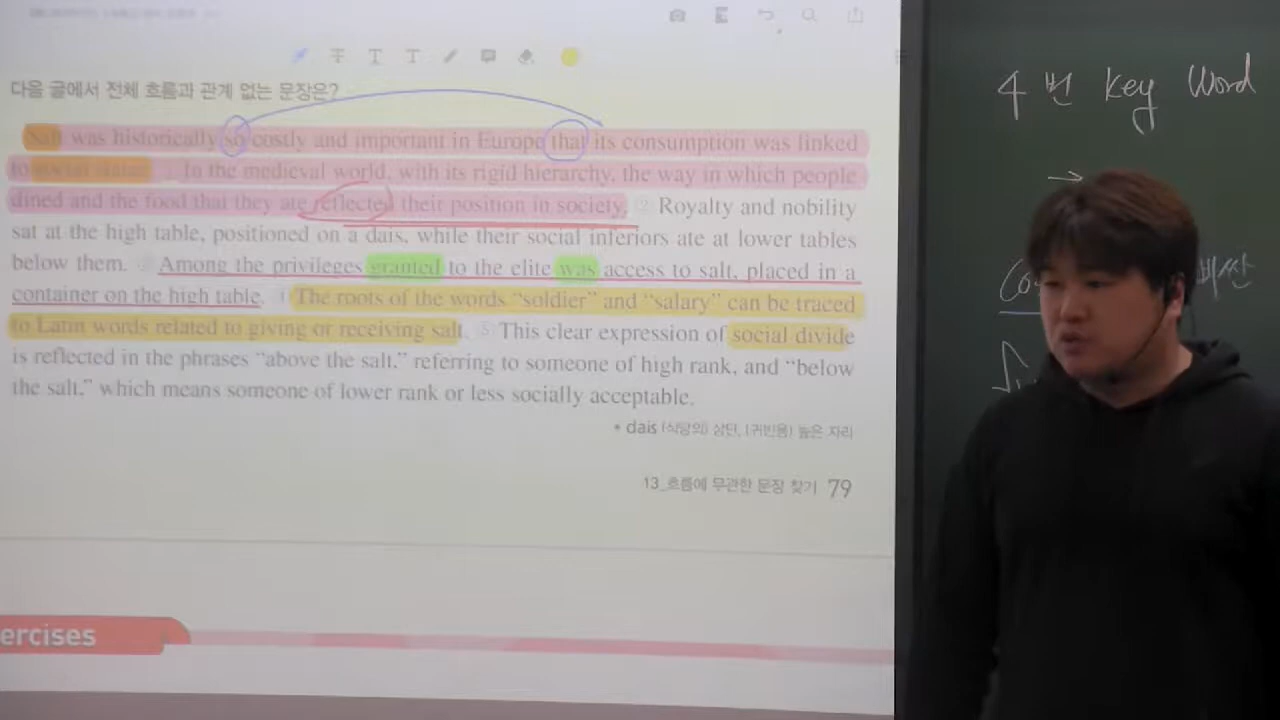 다음 글에서 전체 흐름과 관계 없는 문장은?
Salt was historically so costly and important in Europe that its consumption was linked
to social status. ① In the medieval world, with its rigid hierarchy, the way in which people
dined and the food that they ate reflected their position in society. ② Royalty and nobility
sat at the high table, positioned on a dais, while their social inferiors ate at lower tables
below them. ③ Among the privileges granted to the elite was access to salt, placed in a
container on the high table. ④ The roots of the words “soldier” and “salary” can be traced
to Latin words related to giving or receiving salt. ⑤ This clear expression of social divide
is reflected in the phrases “above the salt,” referring to someone of high rank, and “below
the salt,” which means someone of lower rank or less socially acceptable.
* dais (식당의) 상단, (귀빈용) 높은 자리
13_흐름에 무관한 문장 찾기 79
ercises
4번 key word
→
비싼